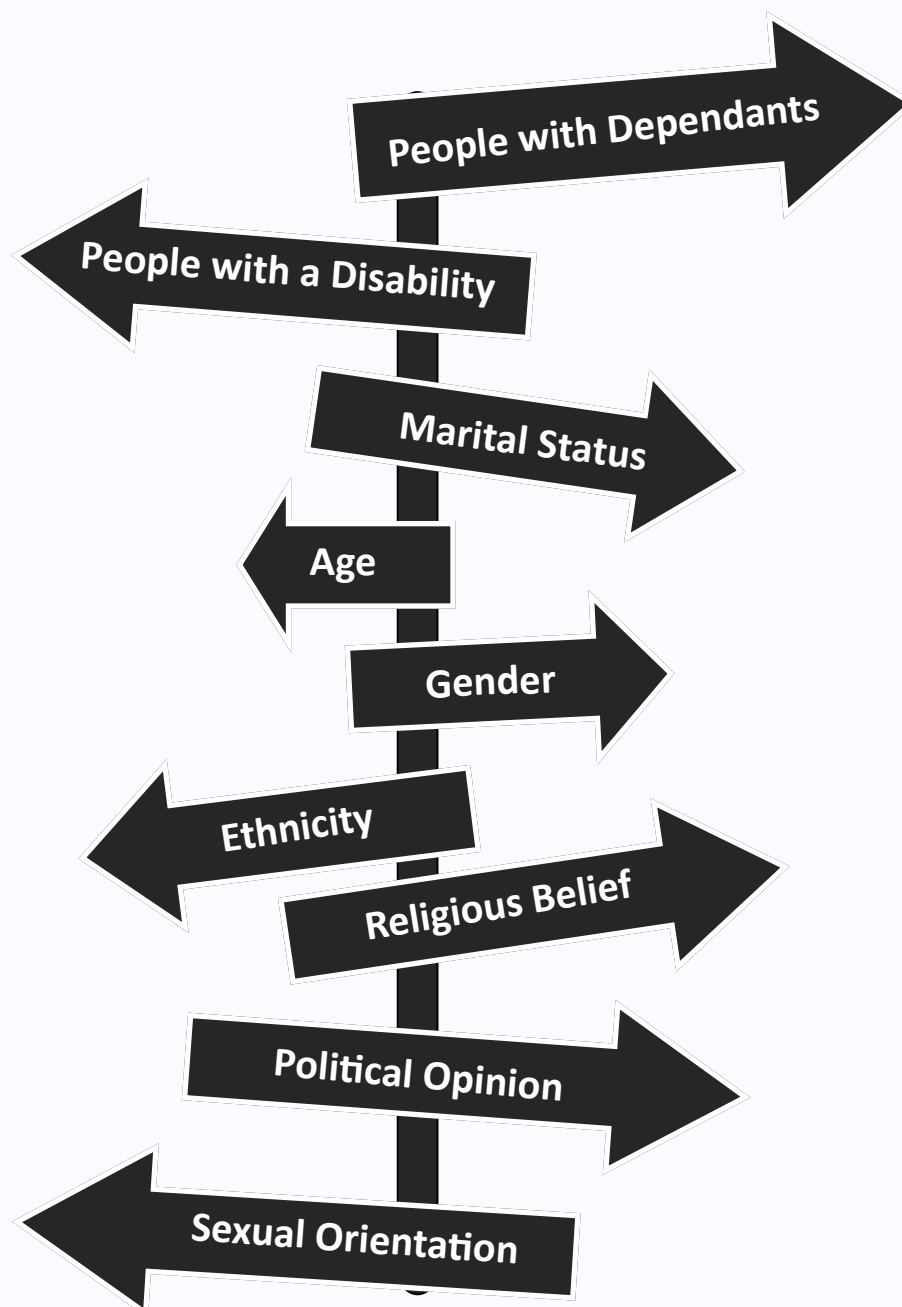 People with Dependants
People with a Disability
Marital Status
Age
Gender
Ethnicity
Religious Belief
Political Opinion
Sexual Orientation